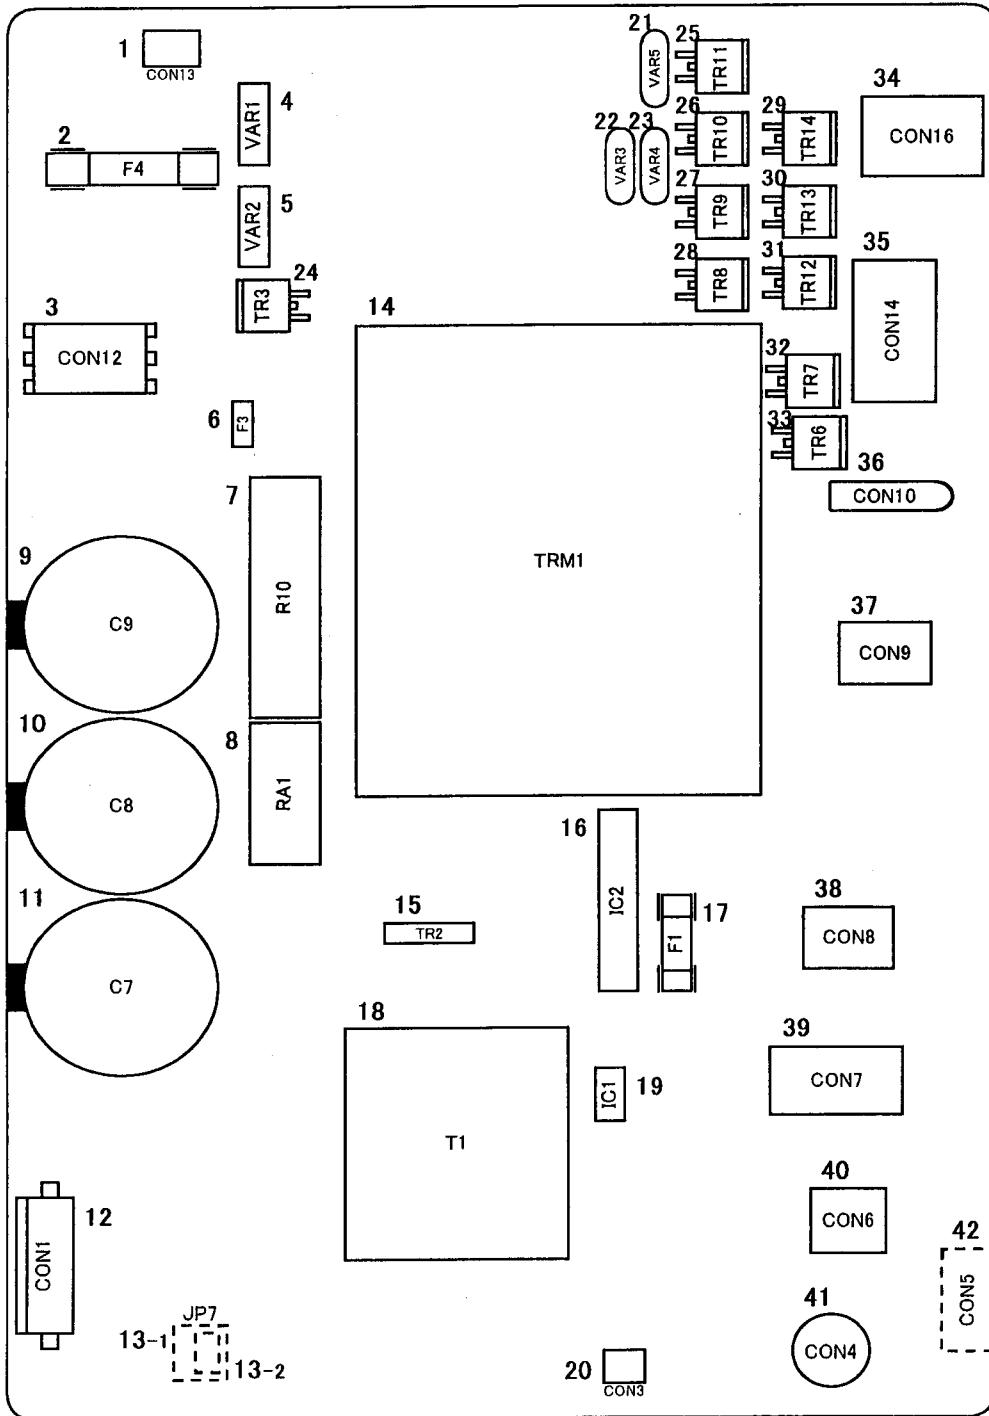 1
CON13
2
F4
3
CON12
4
VAR1
5
VAR2
24
TR3
6
F3
7
R10
8
RA1
9
C9
10
C8
11
C7
12
CON1
JP7
13-1
13-2
14
TRM1
15
TR2
16
IC2
17
F1
18
T1
19
IC1
20
CON3
21
VAR5
22
VAR3
23
VAR4
25
TR11
26
TR10
27
TR9
28
TR8
29
TR14
30
TR13
31
TR12
32
TR7
33
TR6
34
CON16
35
CON14
36
CON10
37
CON9
38
CON8
39
CON7
40
CON6
41
CON4
42
CON5